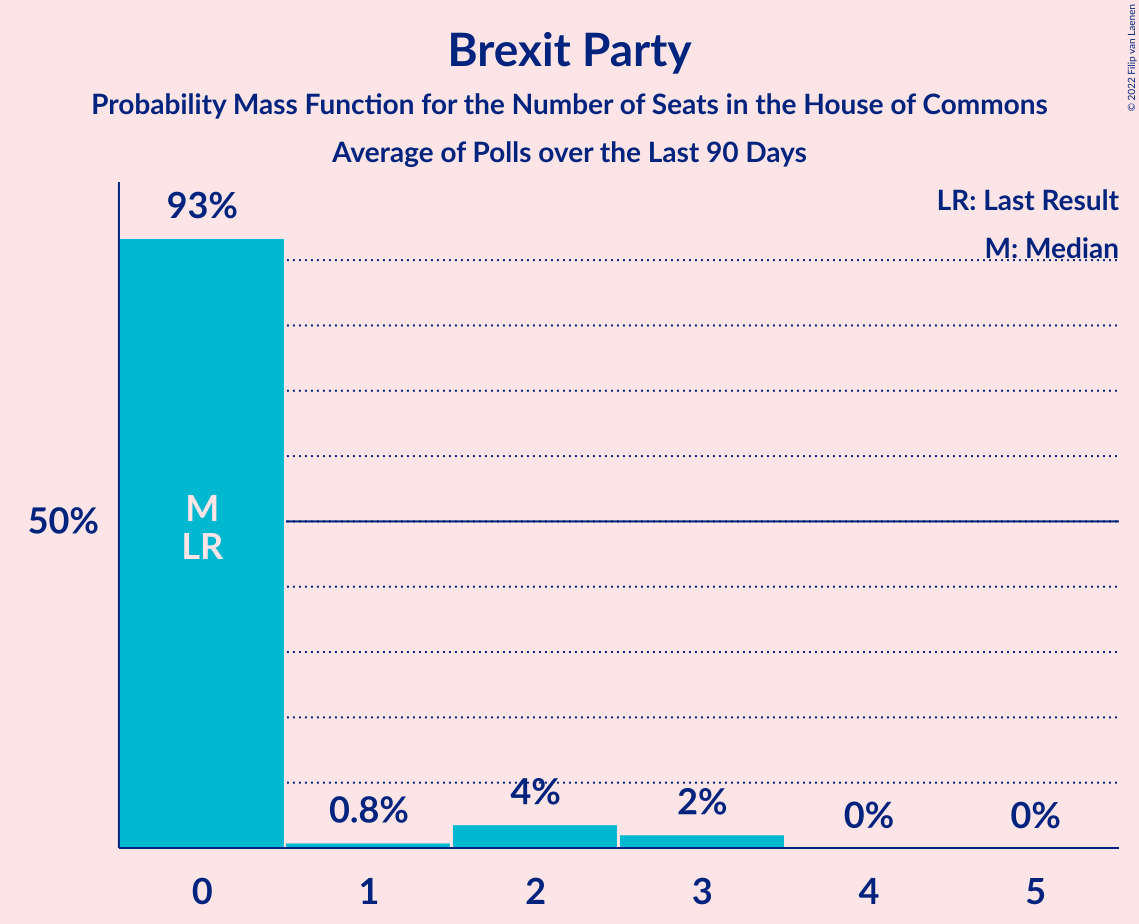 © 2022 Filip van Laenen
Brexit Party
Probability Mass Function for the Number of Seats in the House of Commons
Average of Polls over the Last 90 Days
LR: Last Result
M: Median
93%
50%
M
LR
0.8%
4%
2%
0%
0%
0 1 2 3 4 5